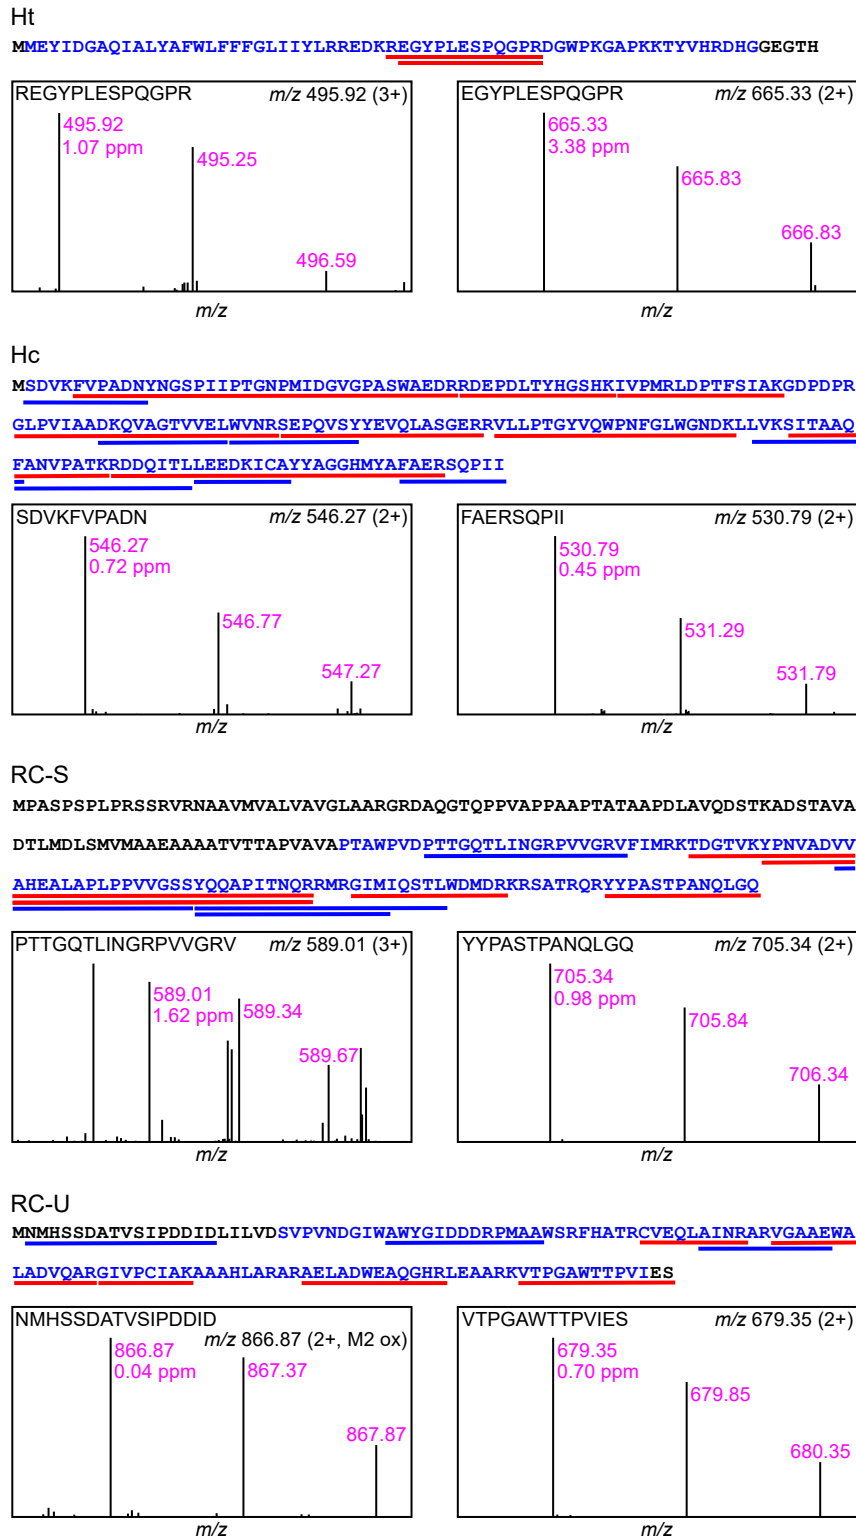 Ht
MMEYIDGAQIALYAFWLFFFGLIIYLRREDKREGYPLESPQGPRDGWPKGAPKKTYVHRDHGGEGTH
REGYPLESPQGPR m/z 495.92 (3+)
495.92
1.07 ppm
495.25
496.59
m/z
EGYPLESPQGPR m/z 665.33 (2+)
665.33
3.38 ppm
665.83
666.83
m/z
Hc
MSDVKFVPADNYNGSPIIPTGNPMIDGVGPASWAEDRRDEPDLTYHGSHKIVPMRLDPTFSIAKGDPDPR
GLPVIAADKQVAGTVVELWVNRSEPQVSYYEVQLASGERRVLLPTGYVQWPNFGLWGNDKLLVKSITAAQ
FANVPATKRDDQITLLEEDKICAYYAGGHMYAFAERSQPII
SDVKFVPADN m/z 546.27 (2+)
546.27
0.72 ppm
546.77
547.27
m/z
FAERSQPII m/z 530.79 (2+)
530.79
0.45 ppm
531.29
531.79
m/z
RC-S
MPASPSPLPRSSRVRNAAVMVALVAVGLAARGRDAQGTQPPVAPPAAPTATAAPDLAVQDSTKADSTAVA
DTLMDLSMVMAAEAAAATVTTAPVAVAPTAWPVDPTTGQTLINGRPVVGRVFIMRKTDGTVKYPNVADVV
AHEALAPLPPVVGSSYQQAPITNQRRMRGIMIQSTLWDMDRKRSATRQRYYPASTPANQLGQ
PTTGQTLINGRPVVGRV m/z 589.01 (3+)
589.01
1.62 ppm
589.34
589.67
m/z
YYPASTPANQLGQ m/z 705.34 (2+)
705.34
0.98 ppm
705.84
706.34
m/z
RC-U
MNMHSSDATVSIPDDIDLILVDSVPVNDGIWAWYGIDDDRPMAAWSRFHATRCVEQLAINRARVGAAEWA
LADVQARGIVPCIAKAAAHLARARAELADWEAQGHRLEAARKVTPGAWTTPVIES
NMHSSDATVSIPDDID
m/z 866.87 (2+, M2 ox)
866.87
0.04 ppm
867.37
867.87
m/z
VTPGAWTTPVIES m/z 679.35 (2+)
679.35
0.70 ppm
679.85
680.35
m/z